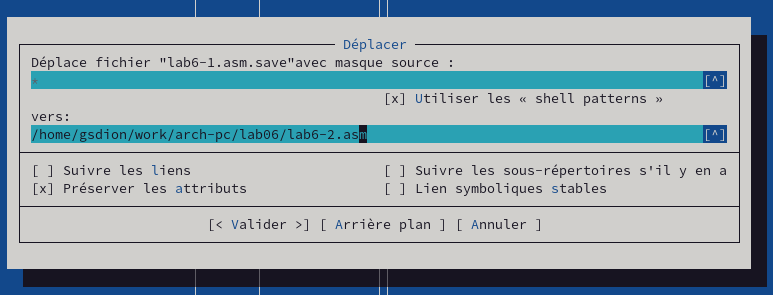 Déplacer
Déplace fichier "lab6-1.asm.save"avec masque source :
* [^]
[x] Utiliser les « shell patterns »
vers:
/home/gsdion/work/arch-pc/lab06/lab6-2.asm [^]
[ ] Suivre les liens [ ] Suivre les sous-répertoires s'il y en a
[x] Préserver les attributs [ ] Lien symboliques stables
[< Valider >] [ Arrière plan ] [ Annuler ]